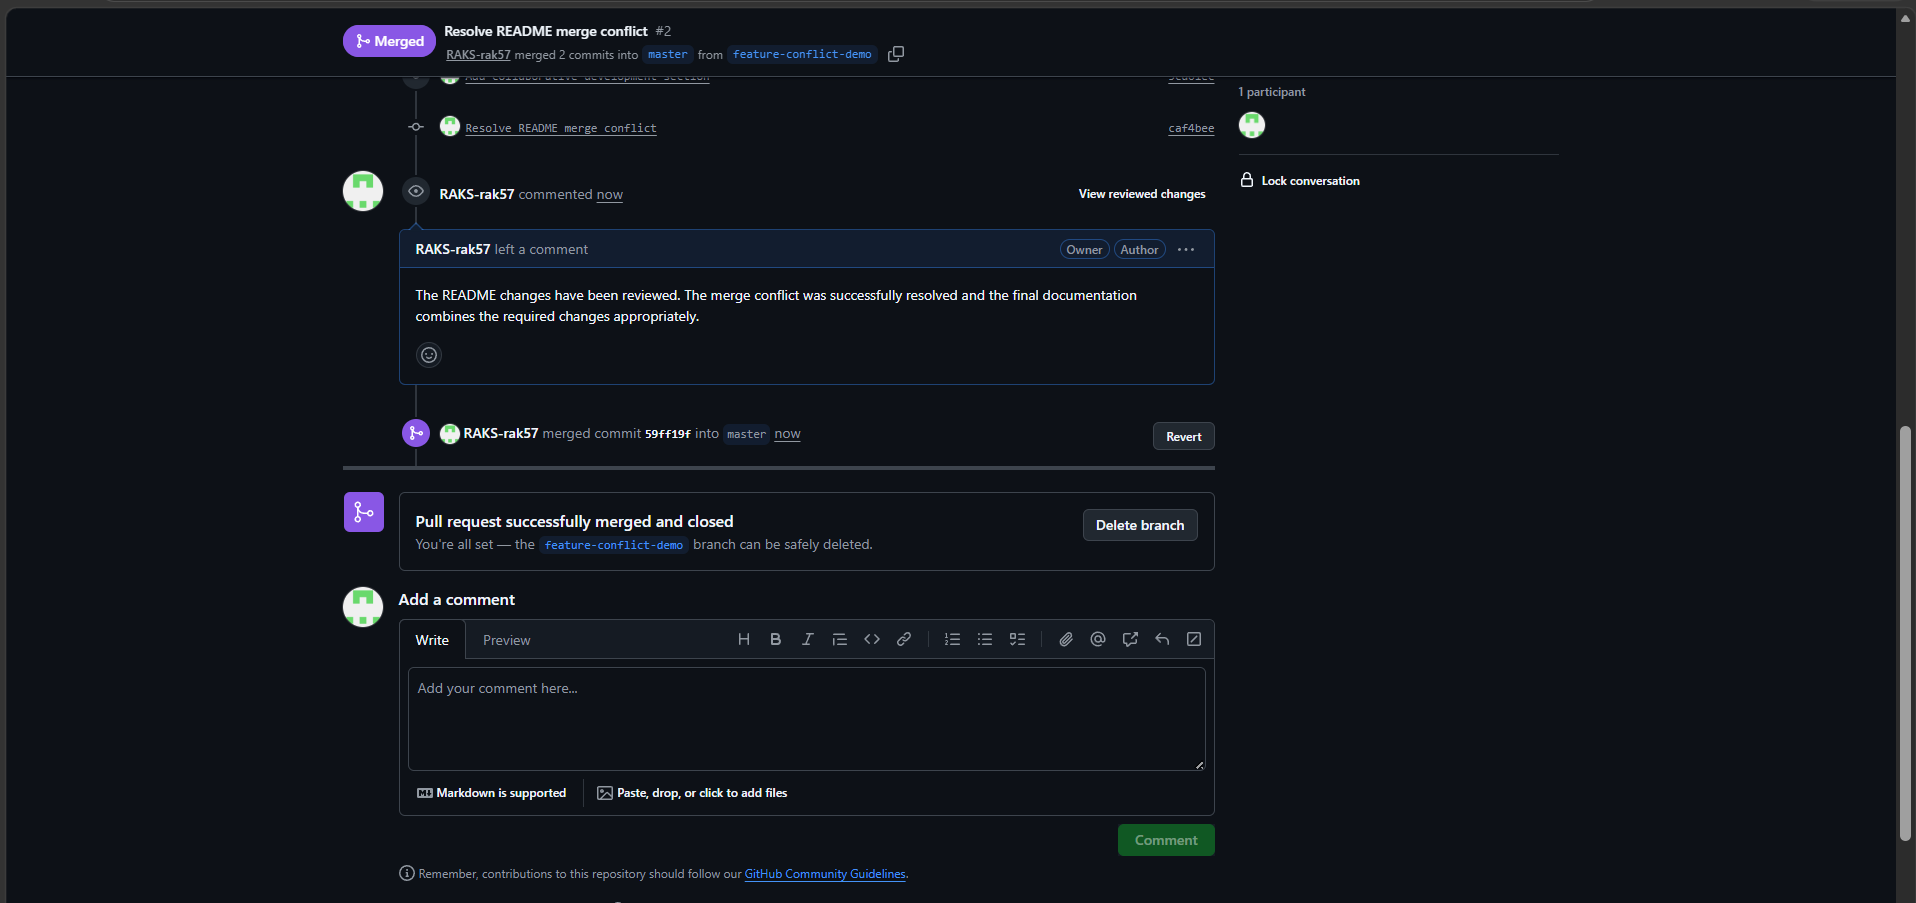 Merged
Resolve README merge conflict #2
RAKS-rak57 merged 2 commits into master from feature-conflict-demo
Add collaborative development section
Resolve README merge conflict caf4bee
1 participant
Lock conversation
RAKS-rak57 commented now
View reviewed changes
RAKS-rak57 left a comment
Owner Author
The README changes have been reviewed. The merge conflict was successfully resolved and the final documentation
combines the required changes appropriately.
RAKS-rak57 merged commit 59ff19f into master now
Revert
Pull request successfully merged and closed
You're all set — the feature-conflict-demo branch can be safely deleted.
Delete branch
Add a comment
Write Preview
Add your comment here...
Markdown is supported
Paste, drop, or click to add files
Comment
Remember, contributions to this repository should follow our GitHub Community Guidelines.